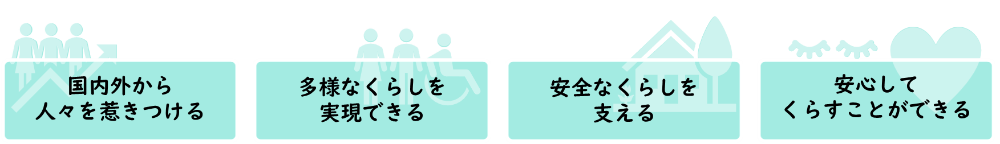 国内外から
人々を惹きつける
多様なくらしを
実現できる
安全なくらしを
支える
安心して
くらすことができる